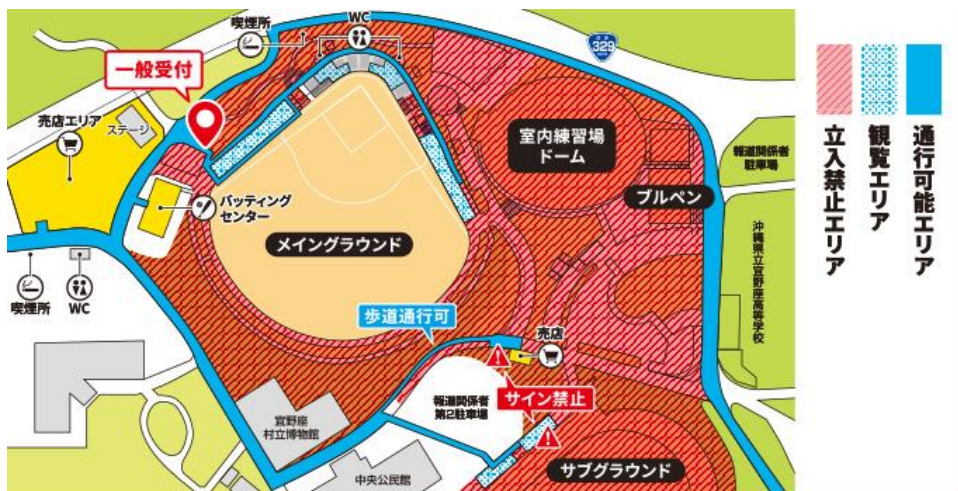 喫煙所
WC
329
一般受付
売店エリア
ステージ
室内練習場
ドーム
報道関係者
駐車場
ブルペン
バッティング
センター
メイングラウンド
沖縄県立宜野座高等学校
喫煙所
WC
歩道通行可
売店
サイン禁止
報道関係者
第2駐車場
宜野座
村立博物館
中央公民館
サブグラウンド
立入禁止エリア
観覧エリア
通行可能エリア